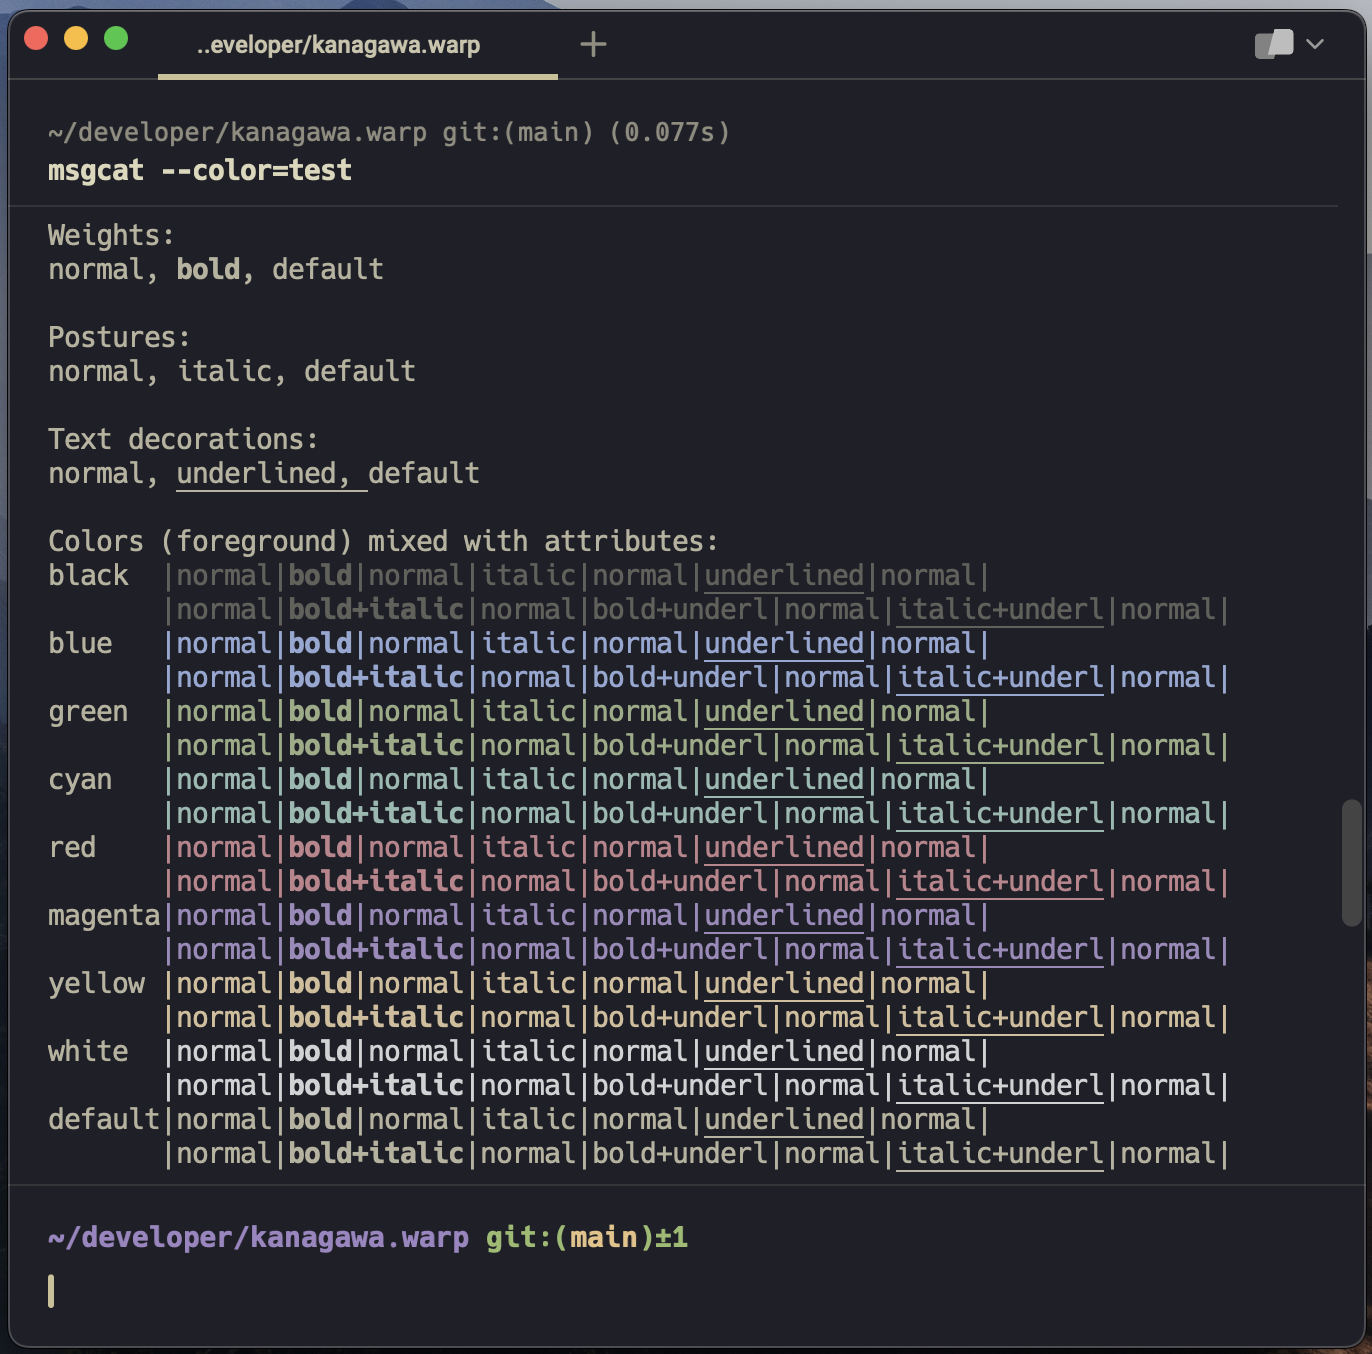 ..eveloper/kanagawa.warp
~/developer/kanagawa.warp git:(main) (0.077s)
msgcat --color=test
Weights:
normal, bold, default
Postures:
normal, italic, default
Text decorations:
normal, underlined, default
Colors (foreground) mixed with attributes:
black  |normal|bold|normal|italic|normal|underlined|normal|
       |normal|bold+italic|normal|bold+underl|normal|italic+underl|normal|
blue   |normal|bold|normal|italic|normal|underlined|normal|
       |normal|bold+italic|normal|bold+underl|normal|italic+underl|normal|
green  |normal|bold|normal|italic|normal|underlined|normal|
       |normal|bold+italic|normal|bold+underl|normal|italic+underl|normal|
cyan   |normal|bold|normal|italic|normal|underlined|normal|
       |normal|bold+italic|normal|bold+underl|normal|italic+underl|normal|
red    |normal|bold|normal|italic|normal|underlined|normal|
       |normal|bold+italic|normal|bold+underl|normal|italic+underl|normal|
magenta|normal|bold|normal|italic|normal|underlined|normal|
       |normal|bold+italic|normal|bold+underl|normal|italic+underl|normal|
yellow |normal|bold|normal|italic|normal|underlined|normal|
       |normal|bold+italic|normal|bold+underl|normal|italic+underl|normal|
white  |normal|bold|normal|italic|normal|underlined|normal|
       |normal|bold+italic|normal|bold+underl|normal|italic+underl|normal|
default|normal|bold|normal|italic|normal|underlined|normal|
       |normal|bold+italic|normal|bold+underl|normal|italic+underl|normal|
~/developer/kanagawa.warp git:(main)±1